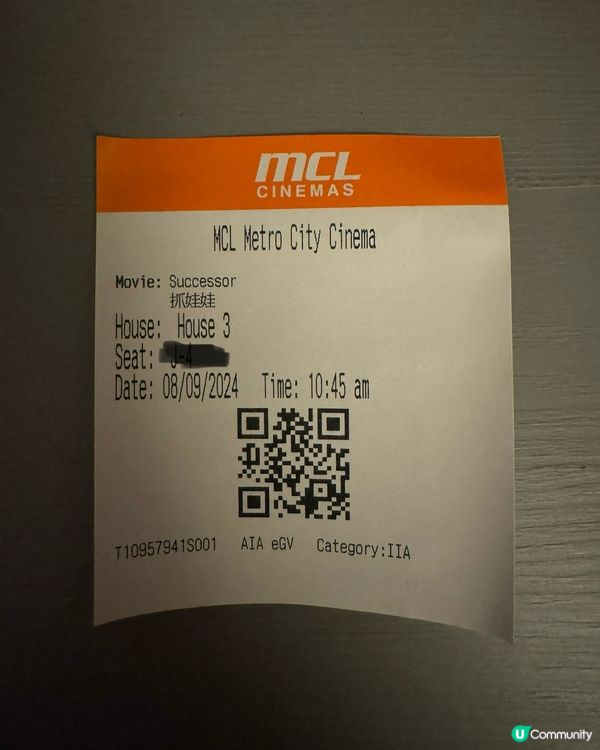 MCL
CINEMAS
MCL Metro City Cinema
Movie: Successor
抓娃娃
House: House 3
Seat:
Date: 08/09/2024 Time: 10:45 am
T10957941S001 AIA eGV Category:IIA
U Community